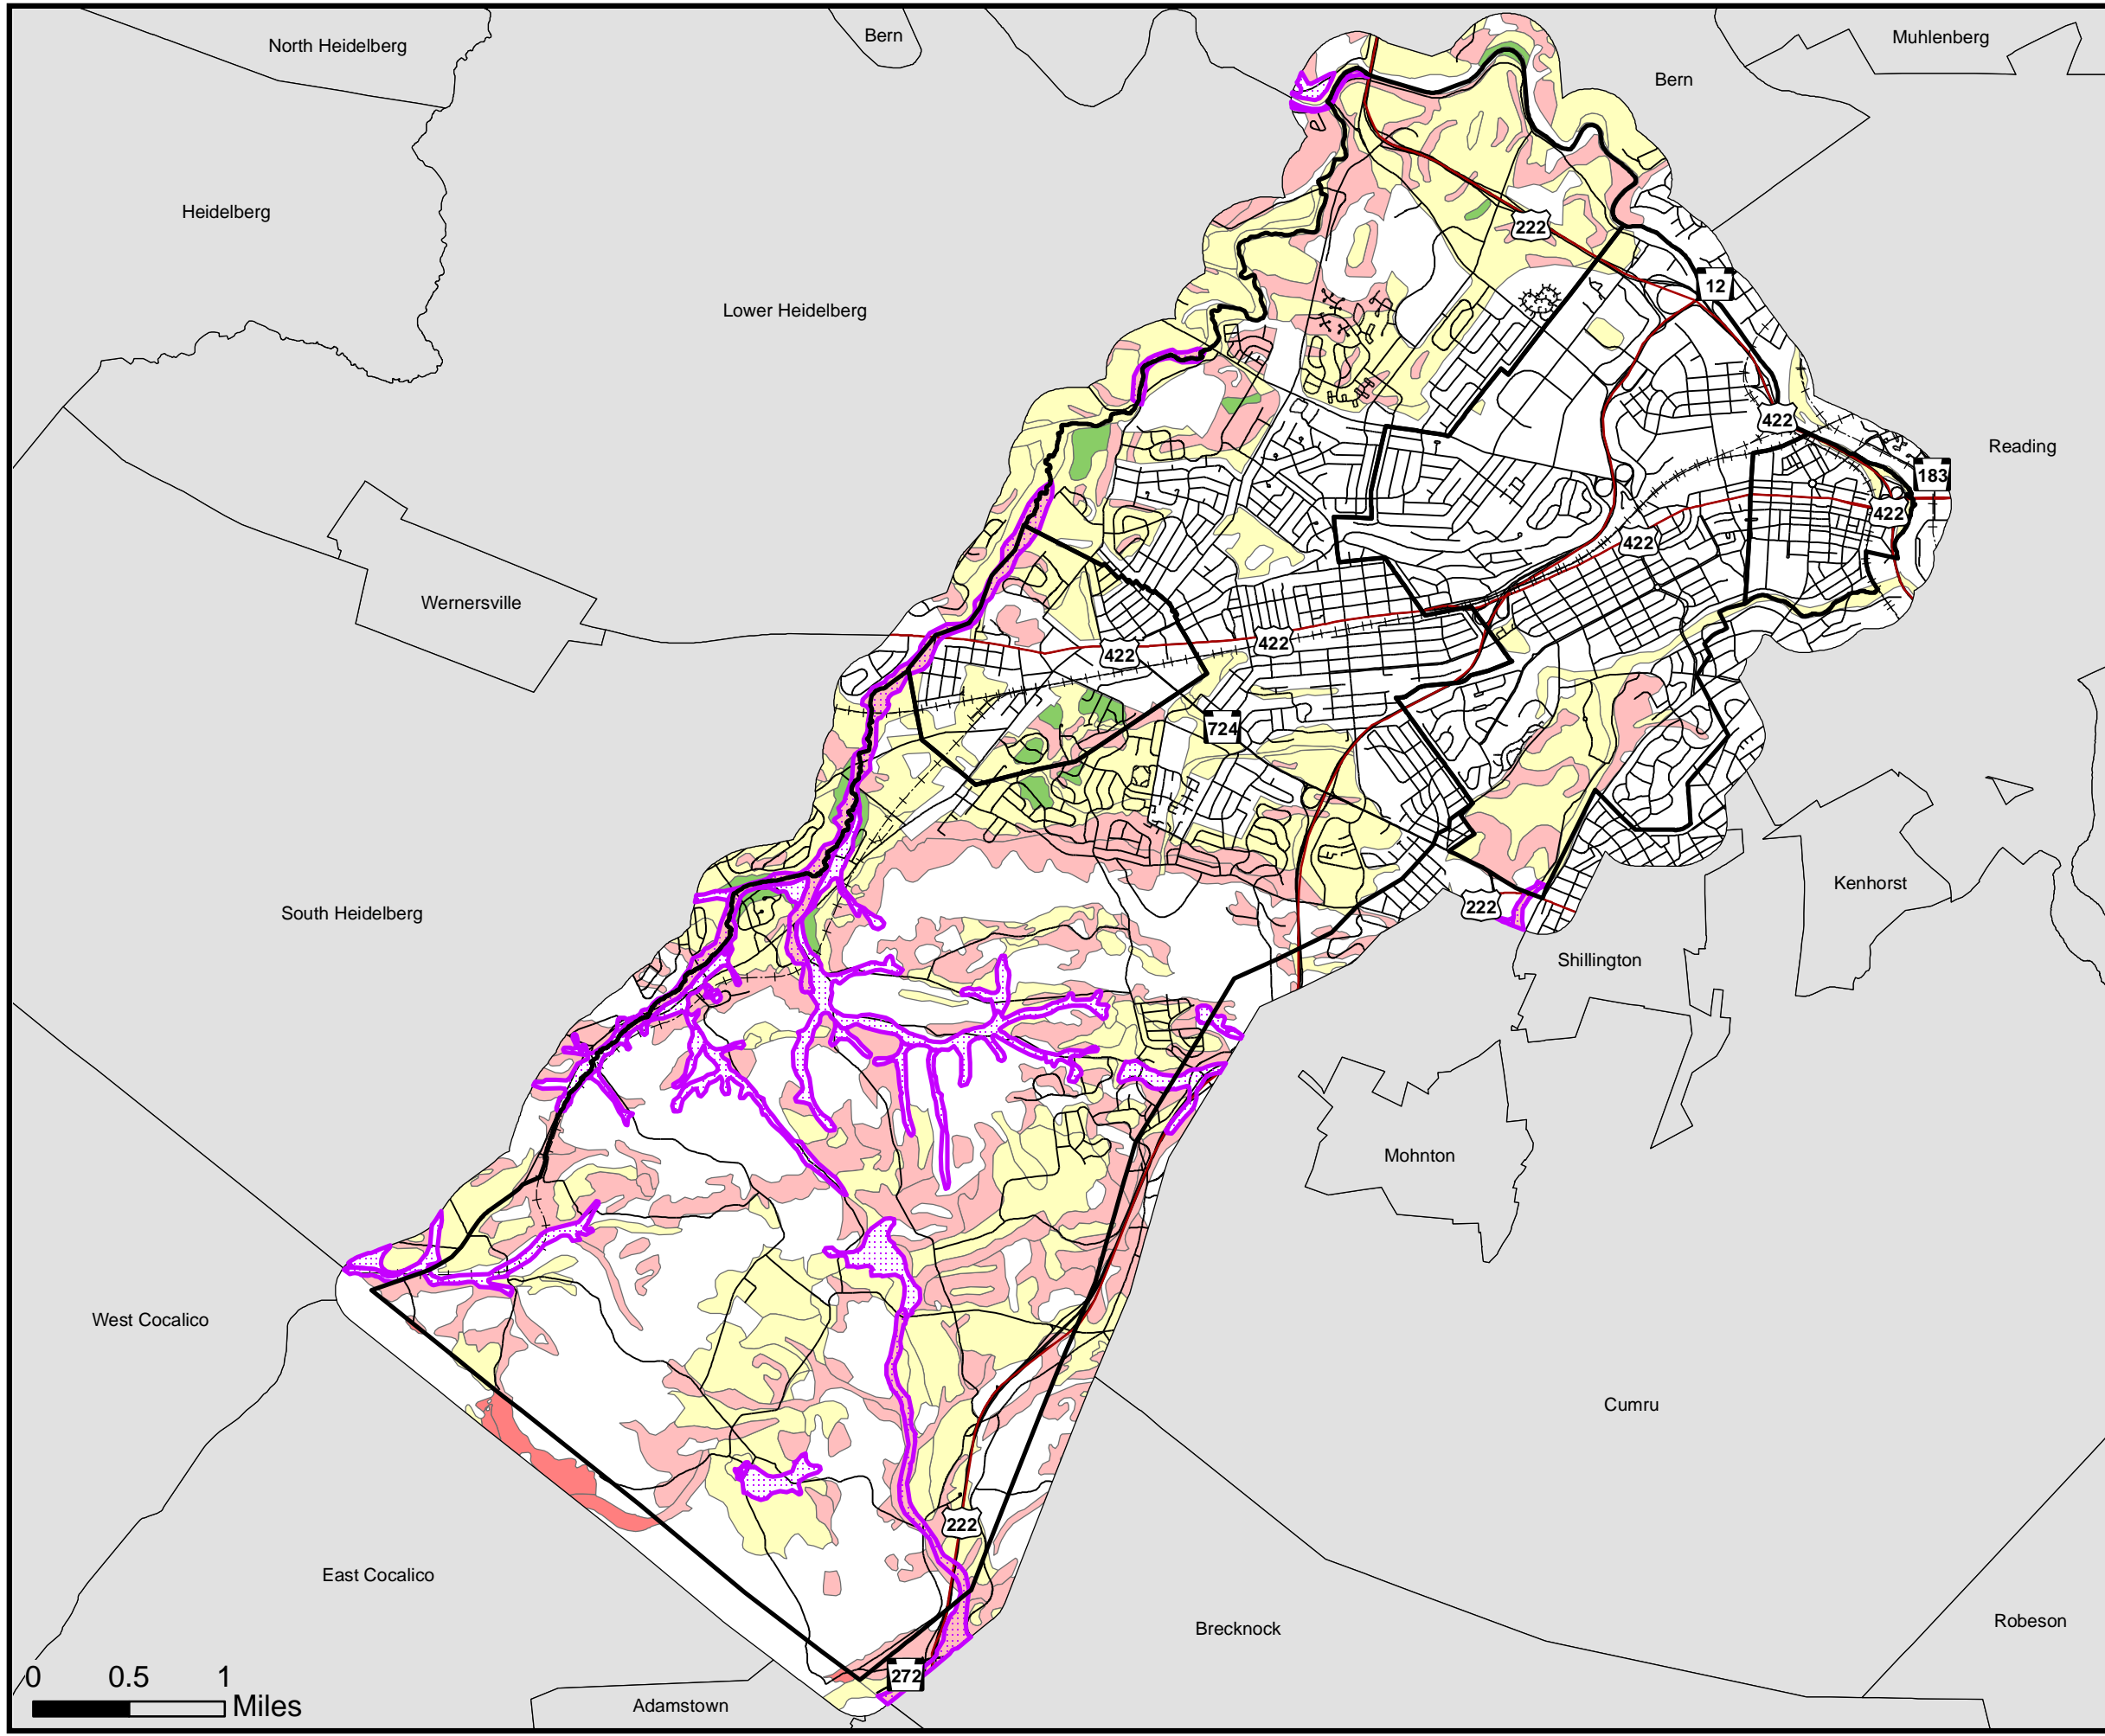 North Heidelberg
Bern
Muhlenberg
Bern
Heidelberg
222
12
Lower Heidelberg
422
Reading
183
422
422
Wernersville
422
422
724
Kenhorst
222
South Heidelberg
Shillington
Mohnton
West Cocalico
Cumru
222
East Cocalico
Brecknock
Robeson
272
Adamstown
0 0.5 1
Miles